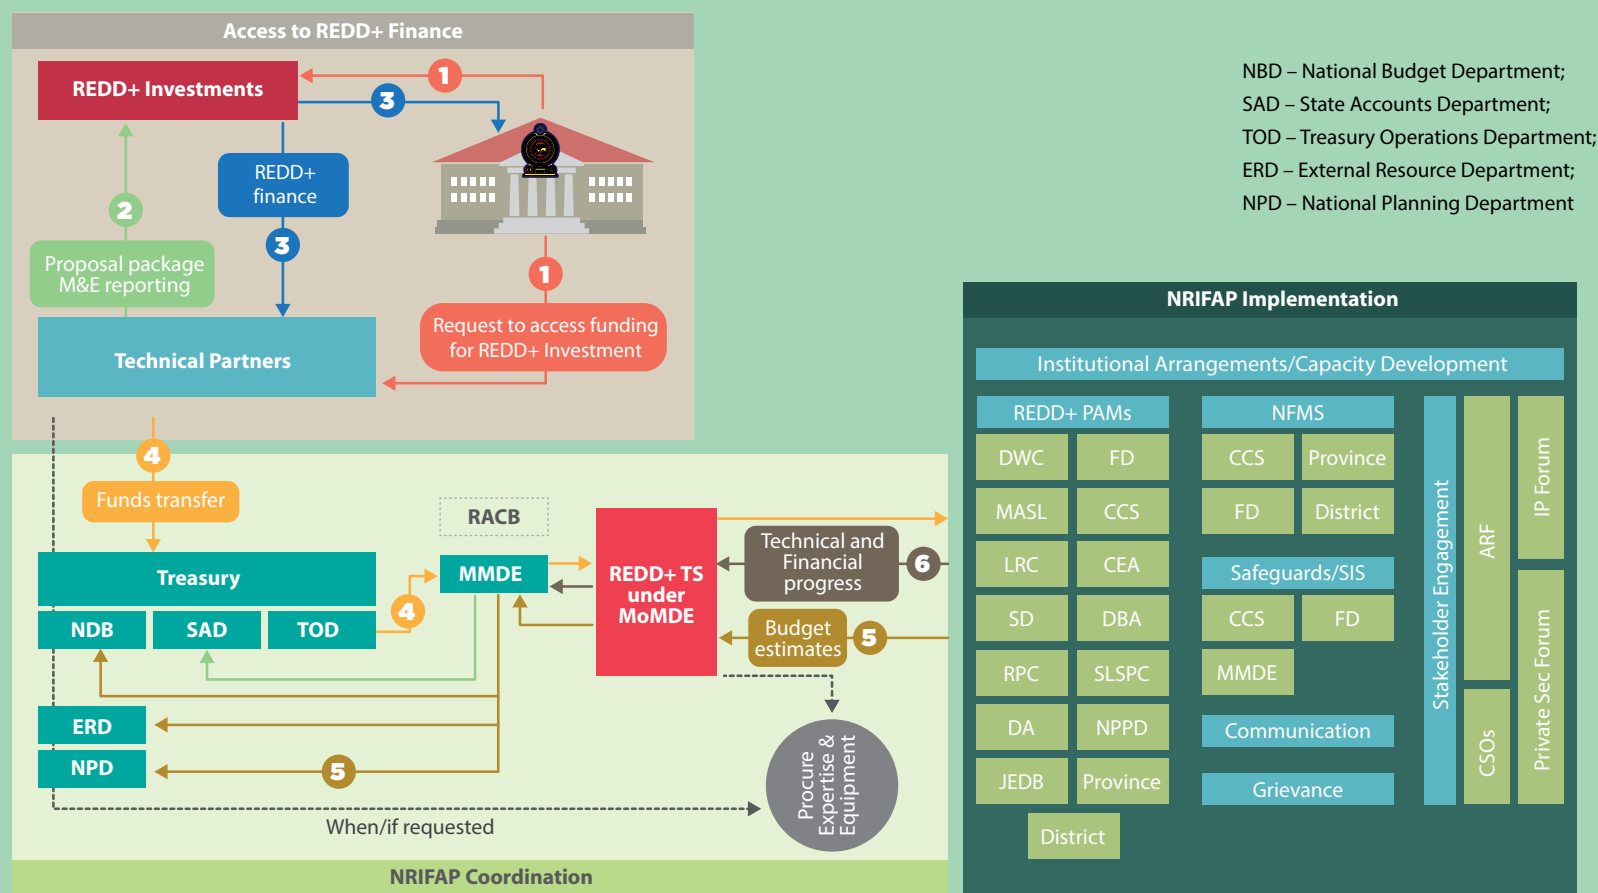 Access to REDD+ Finance
REDD+ Investments
1
3
REDD+
finance
2
3
Proposal package
M&E reporting
1
Request to access funding
for REDD+ Investment
Technical Partners
NBD – National Budget Department;
SAD – State Accounts Department;
TOD – Treasury Operations Department;
ERD – External Resource Department;
NPD – National Planning Department
4
Funds transfer
RACB
Treasury
MMDE
REDD+ TS
under
MoMDE
Technical and
Financial
progress
6
4
NDB
SAD
TOD
Budget
estimates
5
ERD
NPD
5
Procure
Expertise &
Equipment
When/if requested
NRIFAP Coordination
NRIFAP Implementation
Institutional Arrangements/Capacity Development
REDD+ PAMs
DWC
FD
MASL
CCS
LRC
CEA
SD
DBA
RPC
SLSPC
DA
NPPD
JEDB
Province
District
NFMS
CCS
Province
FD
District
Safeguards/SIS
CCS
FD
MMDE
Communication
Grievance
Stakeholder Engagement
ARF
CSOs
IP Forum
Private Sec Forum